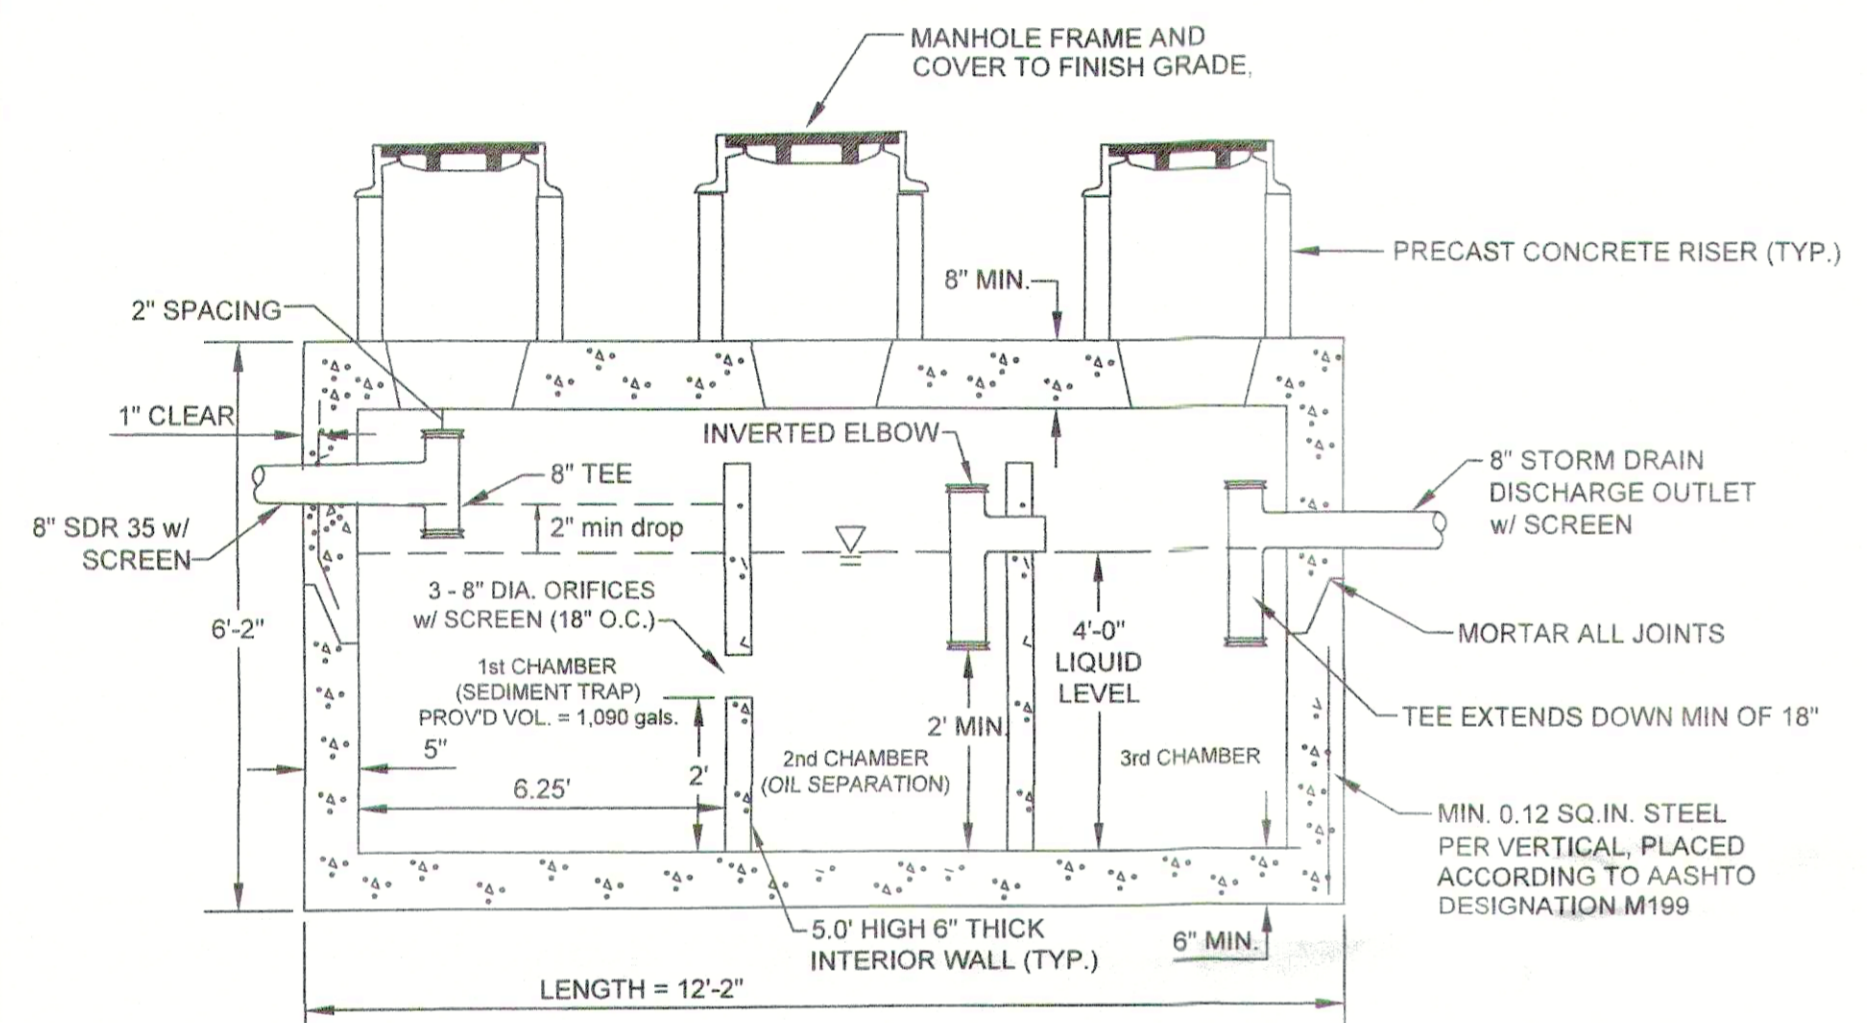 MANHOLE FRAME AND
COVER TO FINISH GRADE,
PRECAST CONCRETE RISER (TYP.)
8" MIN.
2" SPACING
1" CLEAR
INVERTED ELBOW
8" TEE
8" STORM DRAIN
DISCHARGE OUTLET
w/ SCREEN
8" SDR 35 w/
SCREEN
2" min drop
3 - 8" DIA. ORIFICES
w/ SCREEN (18" O.C.)
6'-2"
4'-0"
LIQUID
LEVEL
MORTAR ALL JOINTS
1st CHAMBER
(SEDIMENT TRAP)
PROV'D VOL. = 1,090 gals.
TEE EXTENDS DOWN MIN OF 18"
2' MIN.
5"
2'
2nd CHAMBER
(OIL SEPARATION)
3rd CHAMBER
6.25'
MIN. 0.12 SQ.IN. STEEL
PER VERTICAL, PLACED
ACCORDING TO AASHTO
DESIGNATION M199
5.0' HIGH 6" THICK
INTERIOR WALL (TYP.)
6" MIN.
LENGTH = 12'-2"